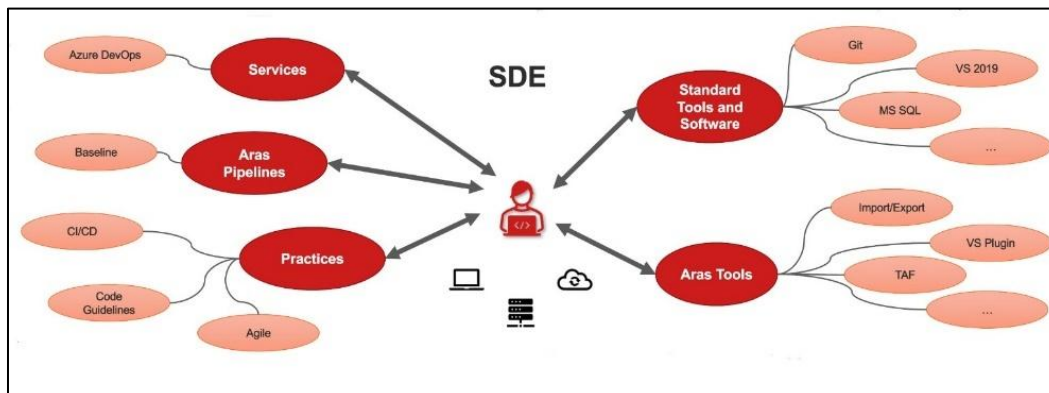 SDE
Azure DevOps
Services
Baseline
Aras
Pipelines
CI/CD
Practices
Code
Guidelines
Agile
</>
Git
Standard
Tools and
Software
VS 2019
MS SQL
...
Import/Export
Aras Tools
VS Plugin
TAF
...